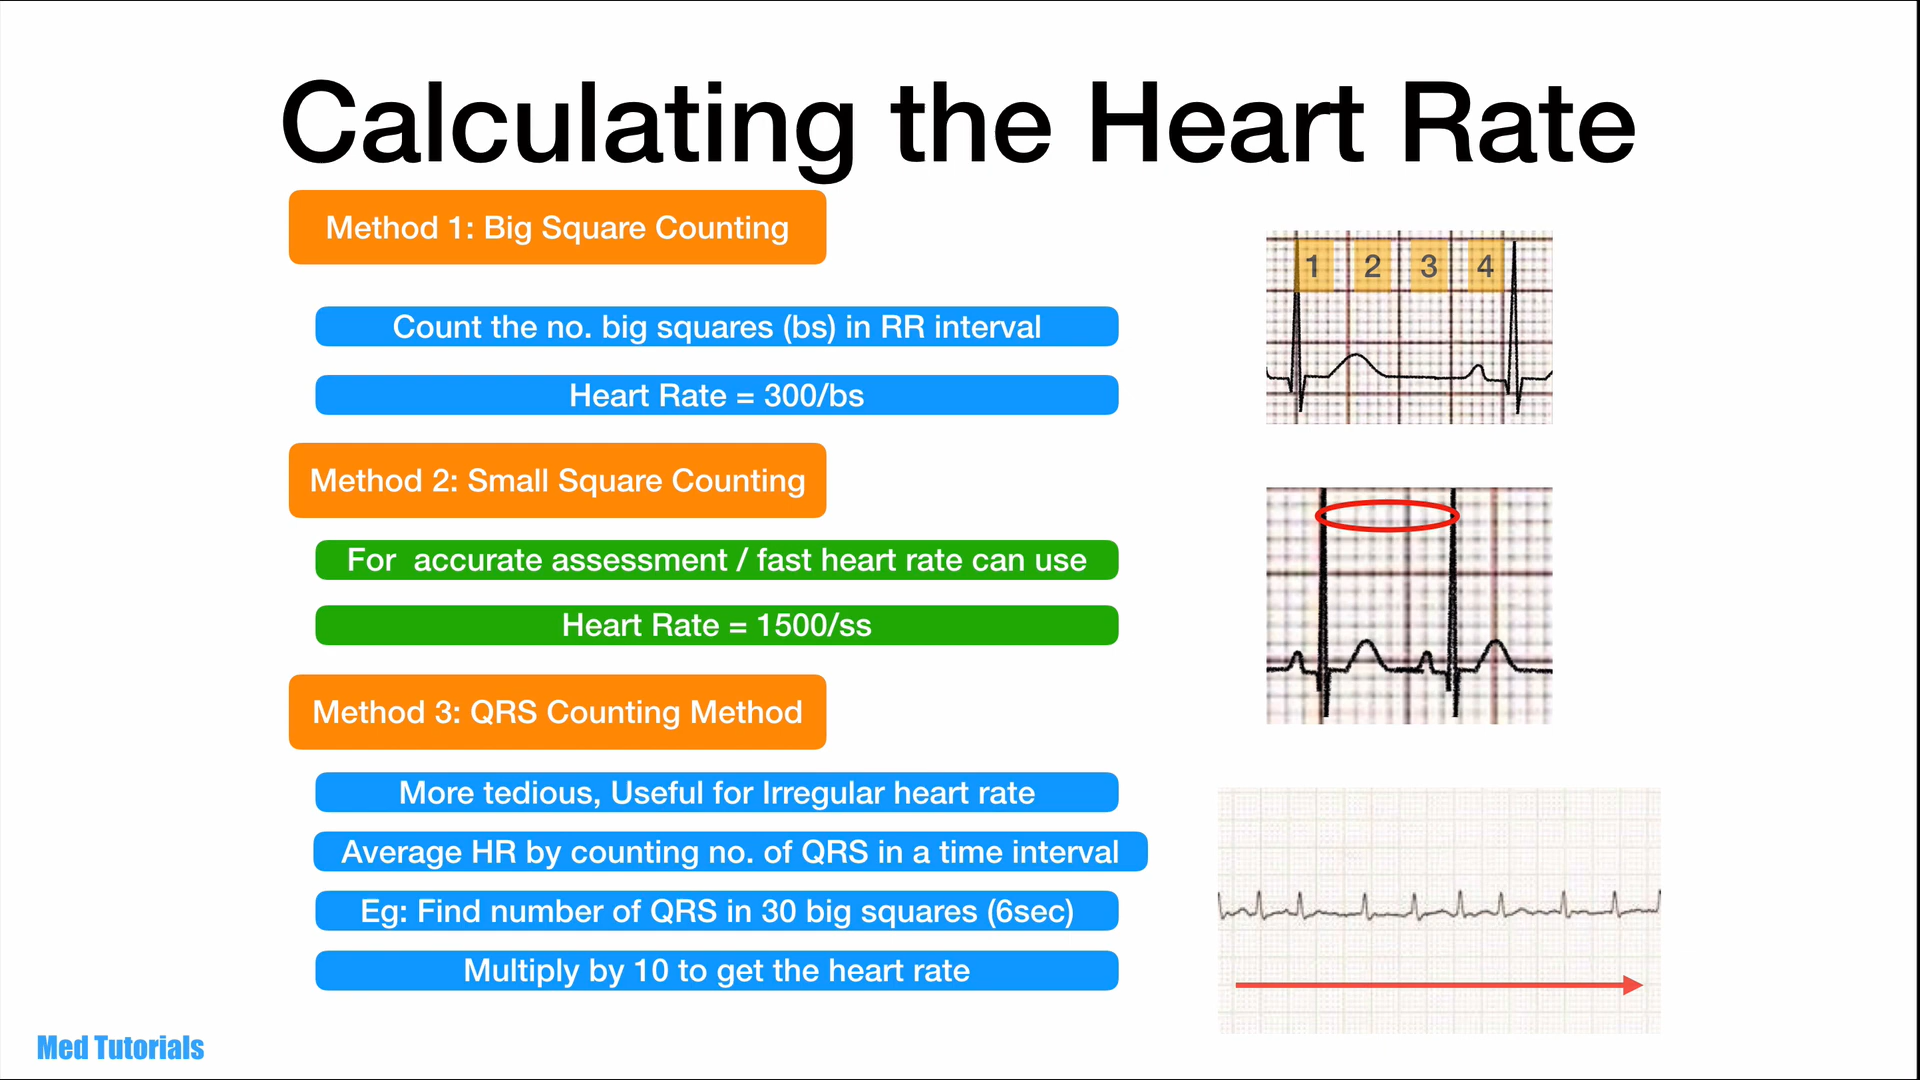 Calculating the Heart Rate
Method 1: Big Square Counting
1 2 3 4
Count the no. big squares (bs) in RR interval
Heart Rate = 300/bs
Method 2: Small Square Counting
For accurate assessment / fast heart rate can use
Heart Rate = 1500/ss
Method 3: QRS Counting Method
More tedious, Useful for Irregular heart rate
Average HR by counting no. of QRS in a time interval
Eg: Find number of QRS in 30 big squares (6sec)
Multiply by 10 to get the heart rate
Med Tutorials